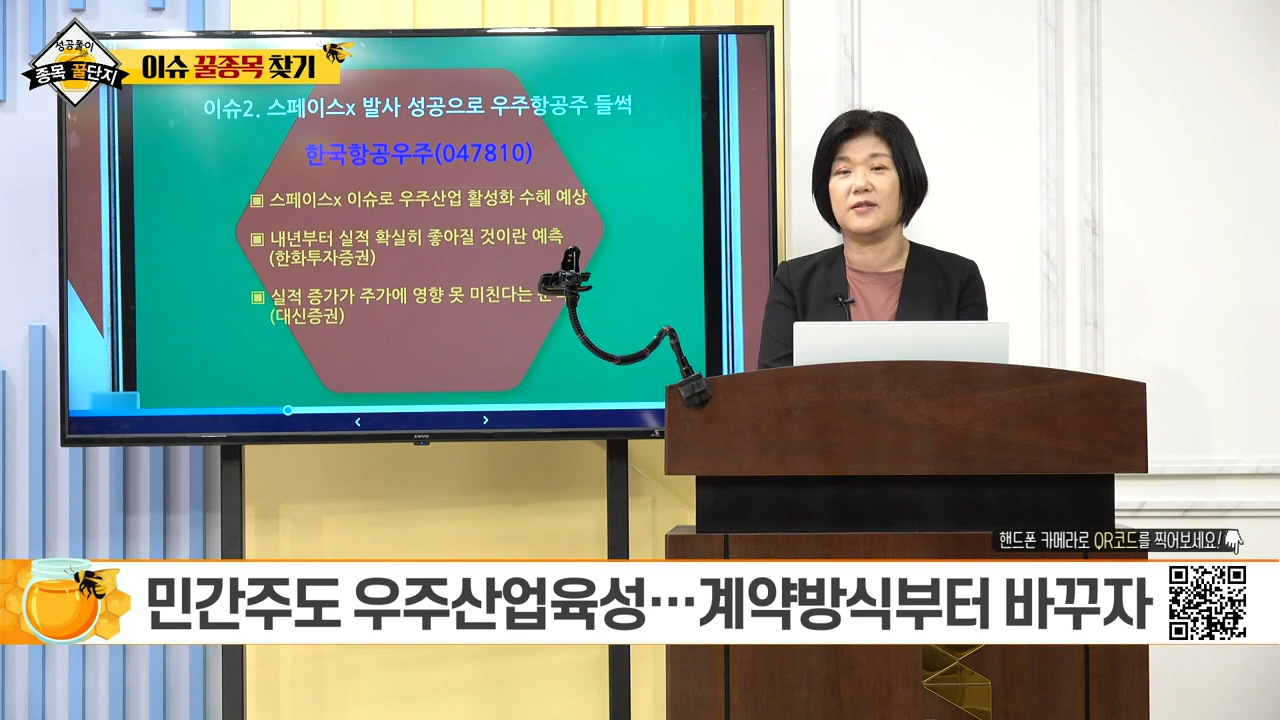 성공풀이
종목 꿀단지
이슈 꿀종목 찾기
이슈2. 스페이스x 발사 성공으로 우주항공주 들썩
한국항공우주(047810)
▣ 스페이스x 이슈로 우주산업 활성화 수혜 예상
▣ 내년부터 실적 확실히 좋아질 것이란 예측
(한화투자증권)
▣ 실적 증가가 주가에 영향 못 미친다는
(대신증권)
핸드폰 카메라로 QR코드를 찍어보세요!
민간주도 우주산업육성…계약방식부터 바꾸자